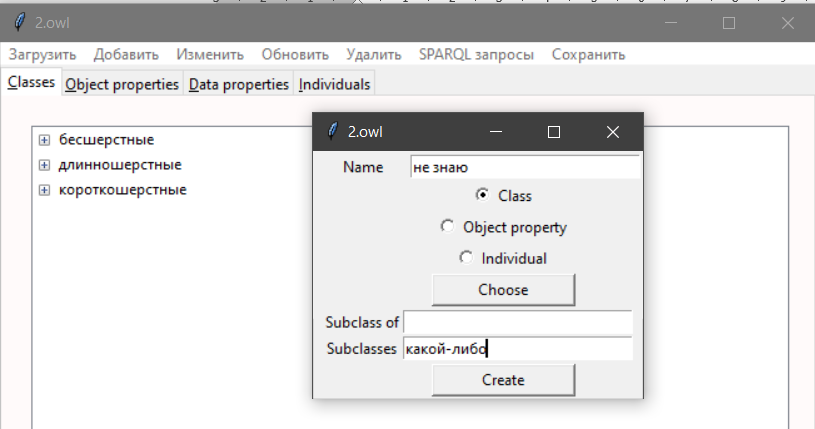 2.owl
Загрузить Добавить Изменить Обновить Удалить SPARQL запросы Сохранить
Classes Object properties Data properties Individuals
бесшерстные
длинношерстные
короткошерстные
2.owl
Name не знаю
Class
Object property
Individual
Choose
Subclass of
Subclasses какой-либо
Create